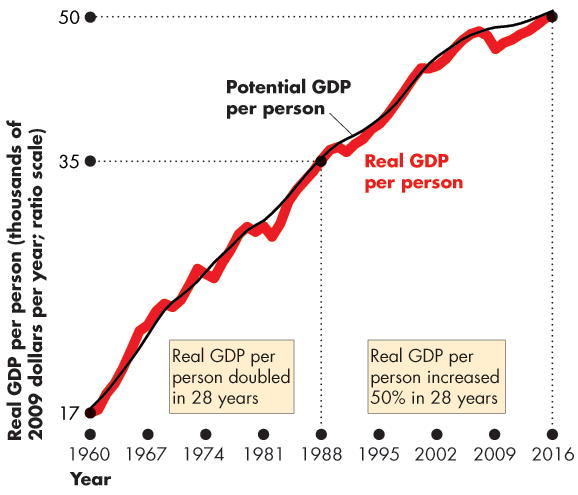 50
35
17
Real GDP per person (thousands of
2009 dollars per year; ratio scale)
Potential GDP
per person
Real GDP
per person
Real GDP per
person doubled
in 28 years
Real GDP per
person increased
50% in 28 years
1960 1967 1974 1981 1988 1995 2002 2009 2016
Year